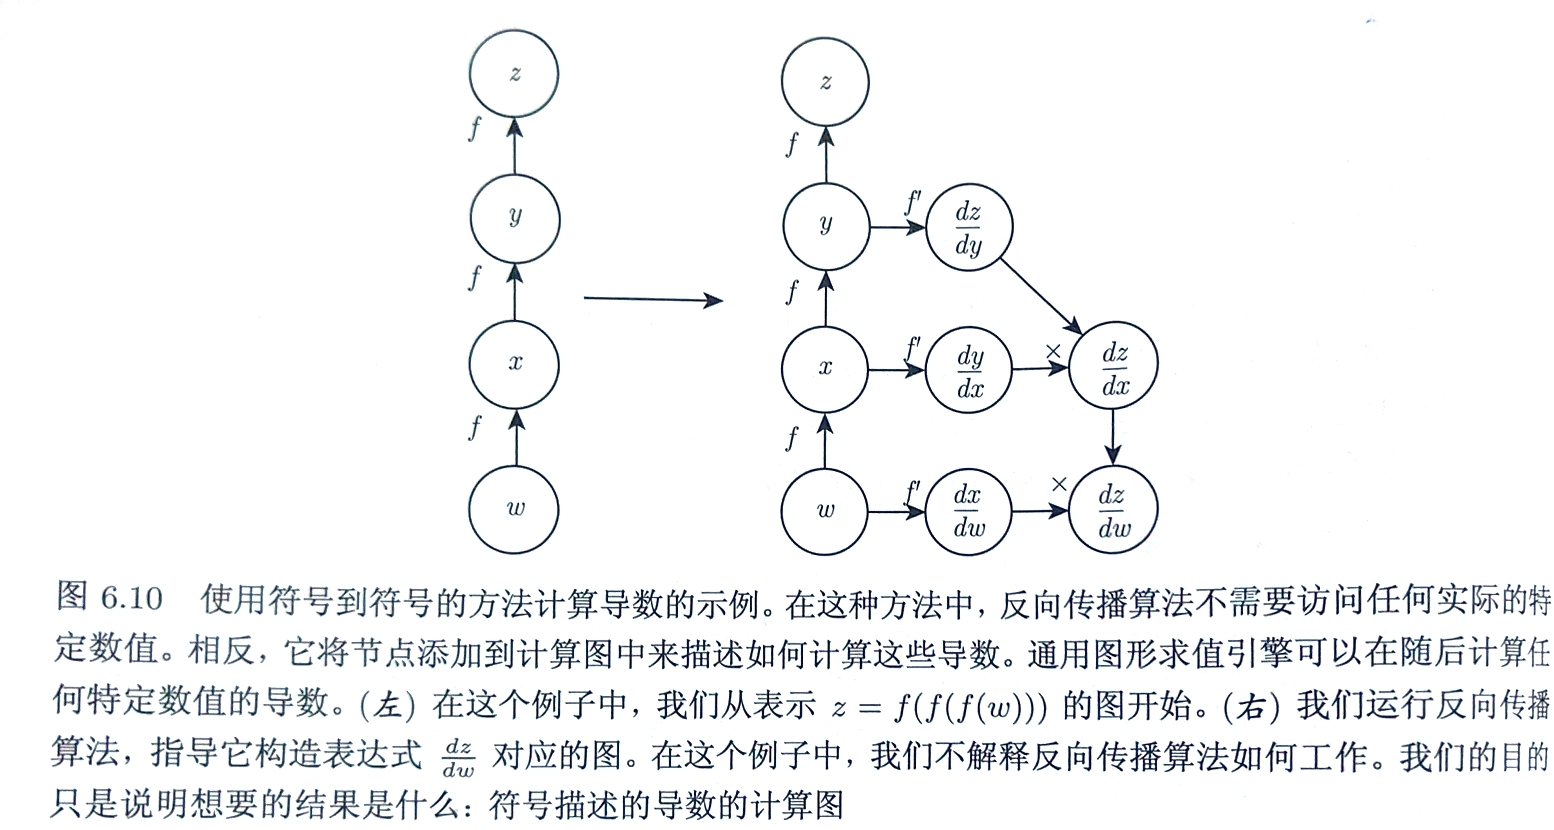 z
z
f
f
y
y
f′
dz/dy
f
f
x
x
f′
dy/dx
×
dz/dx
f
f
w
w
f′
dx/dw
×
dz/dw
图 6.10 使用符号到符号的方法计算导数的示例。在这种方法中，反向传播算法不需要访问任何实际的特
定数值。相反，它将节点添加到计算图中来描述如何计算这些导数。通用图形求值引擎可以在随后计算任
何特定数值的导数。(左) 在这个例子中，我们从表示 z = f(f(f(w))) 的图开始。(右) 我们运行反向传播
算法，指导它构造表达式 dz/dw 对应的图。在这个例子中，我们不解释反向传播算法如何工作。我们的目的
只是说明想要的结果是什么：符号描述的导数的计算图